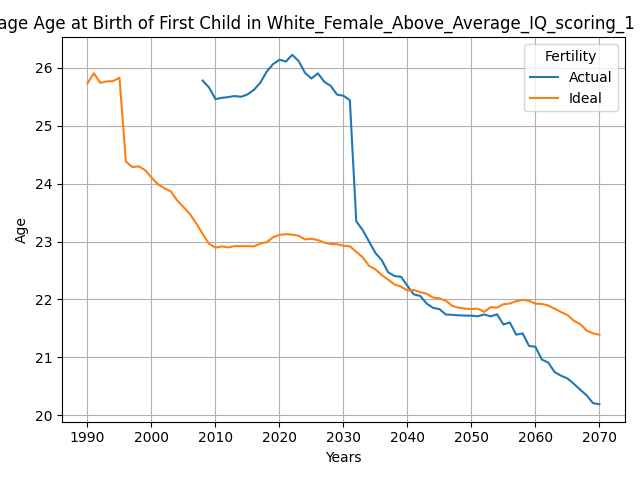 Age at Birth of First Child in White_Female_Above_Average_IQ_scoring_1
Fertility
Actual
Ideal
Age
26
25
24
23
22
21
20
1990 2000 2010 2020 2030 2040 2050 2060 2070
Years